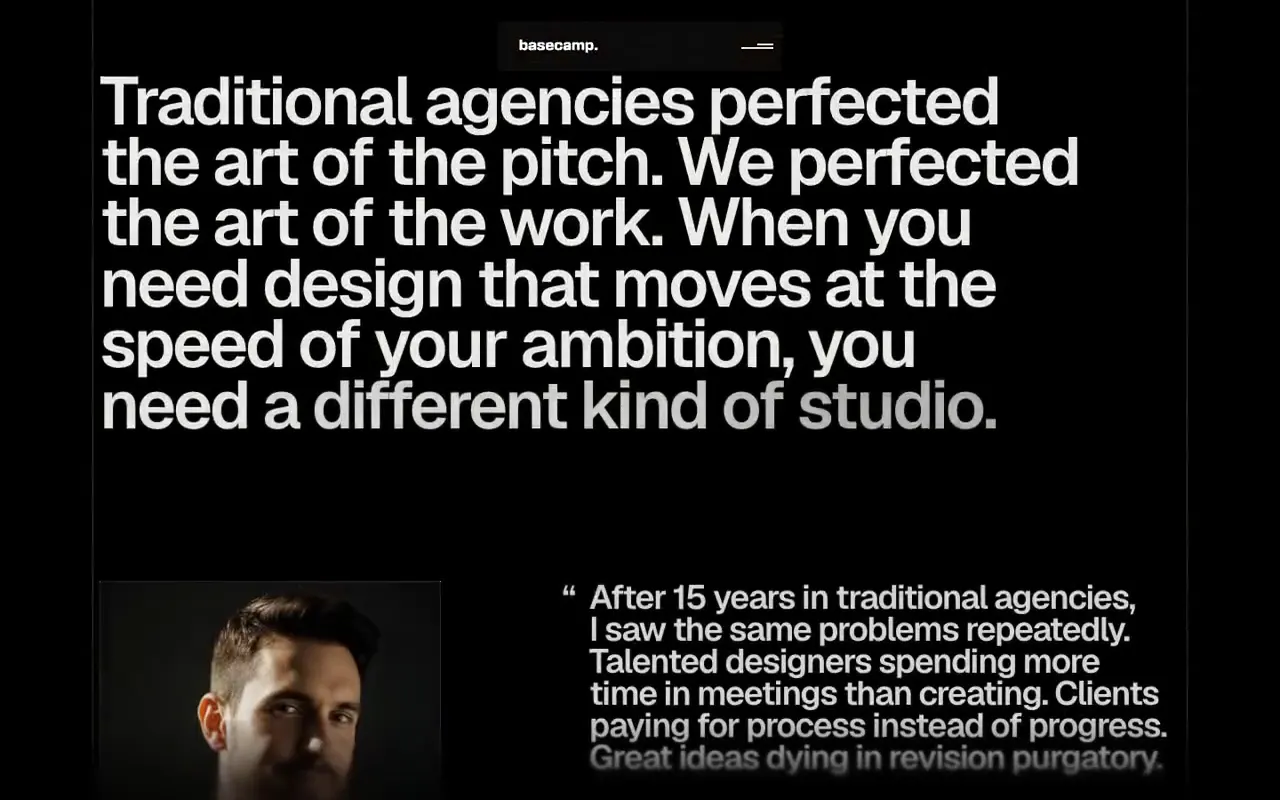 basecamp.
Traditional agencies perfected
the art of the pitch. We perfected
the art of the work. When you
need design that moves at the
speed of your ambition, you
need a different kind of studio.
“ After 15 years in traditional agencies,
I saw the same problems repeatedly.
Talented designers spending more
time in meetings than creating. Clients
paying for process instead of progress.
Great ideas dying in revision purgatory.